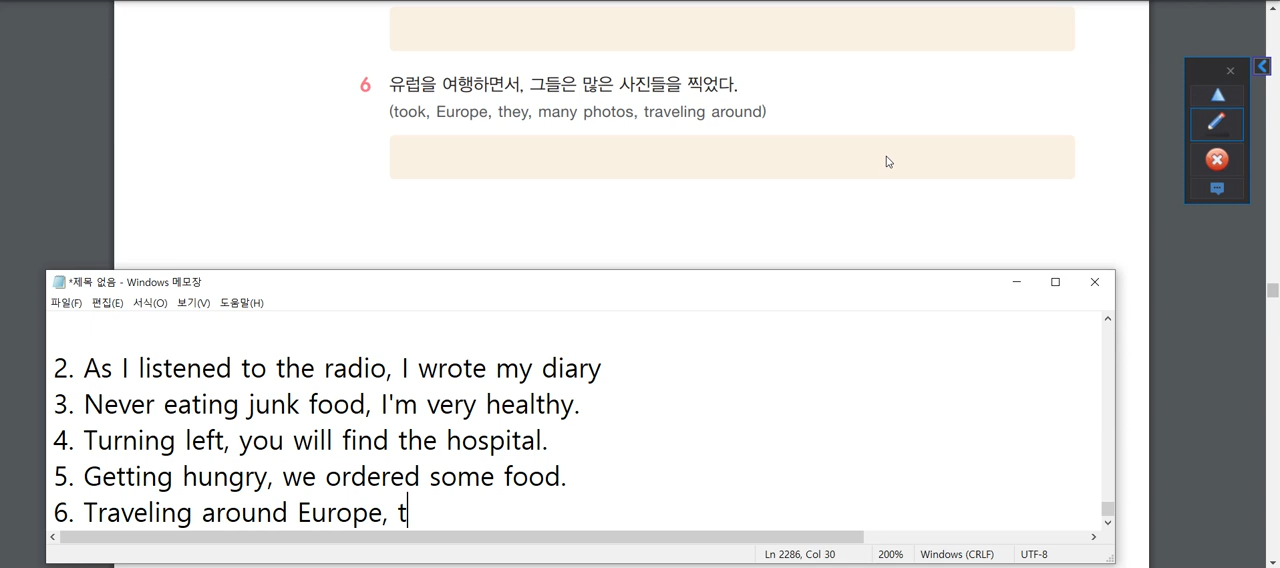 6 유럽을 여행하면서, 그들은 많은 사진들을 찍었다.
(took, Europe, they, many photos, traveling around)
*제목 없음 - Windows 메모장
파일(F) 편집(E) 서식(O) 보기(V) 도움말(H)
2. As I listened to the radio, I wrote my diary
3. Never eating junk food, I'm very healthy.
4. Turning left, you will find the hospital.
5. Getting hungry, we ordered some food.
6. Traveling around Europe, t
Ln 2286, Col 30 200% Windows (CRLF) UTF-8